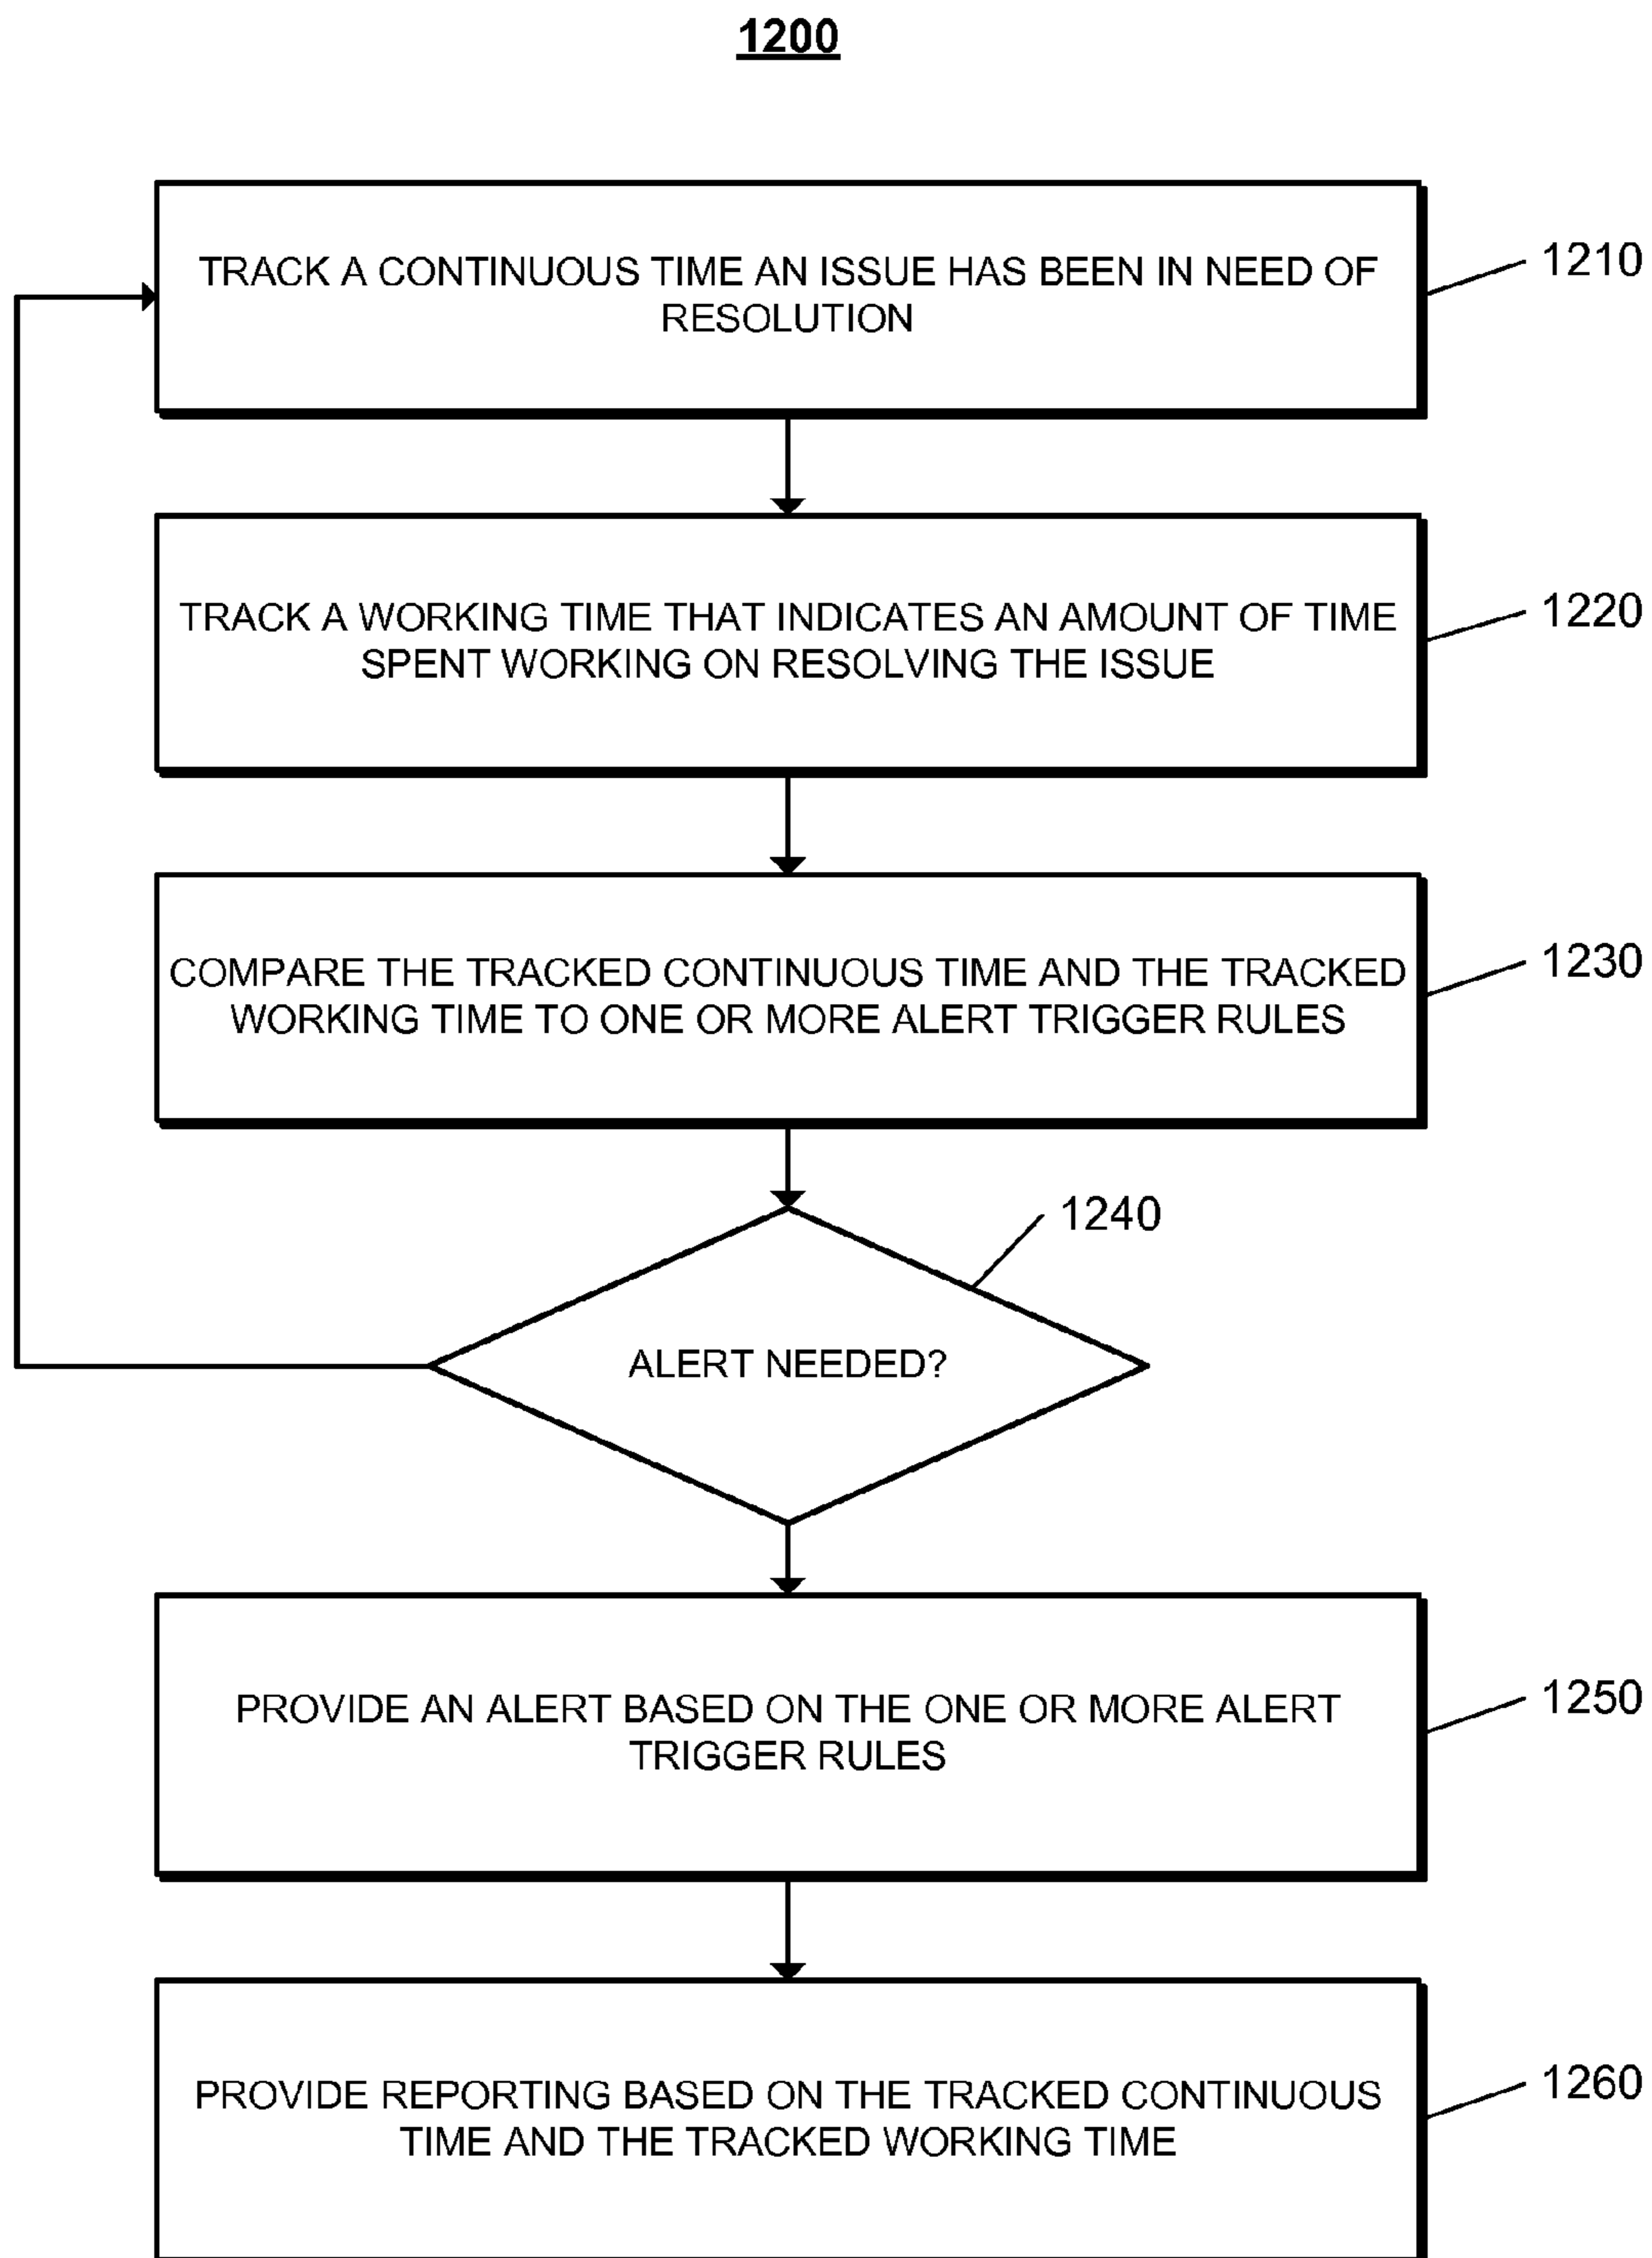 1200
TRACK A CONTINUOUS TIME AN ISSUE HAS BEEN IN NEED OF
RESOLUTION
1210
TRACK A WORKING TIME THAT INDICATES AN AMOUNT OF TIME
SPENT WORKING ON RESOLVING THE ISSUE
1220
COMPARE THE TRACKED CONTINUOUS TIME AND THE TRACKED
WORKING TIME TO ONE OR MORE ALERT TRIGGER RULES
1230
1240
ALERT NEEDED?
PROVIDE AN ALERT BASED ON THE ONE OR MORE ALERT
TRIGGER RULES
1250
PROVIDE REPORTING BASED ON THE TRACKED CONTINUOUS
TIME AND THE TRACKED WORKING TIME
1260